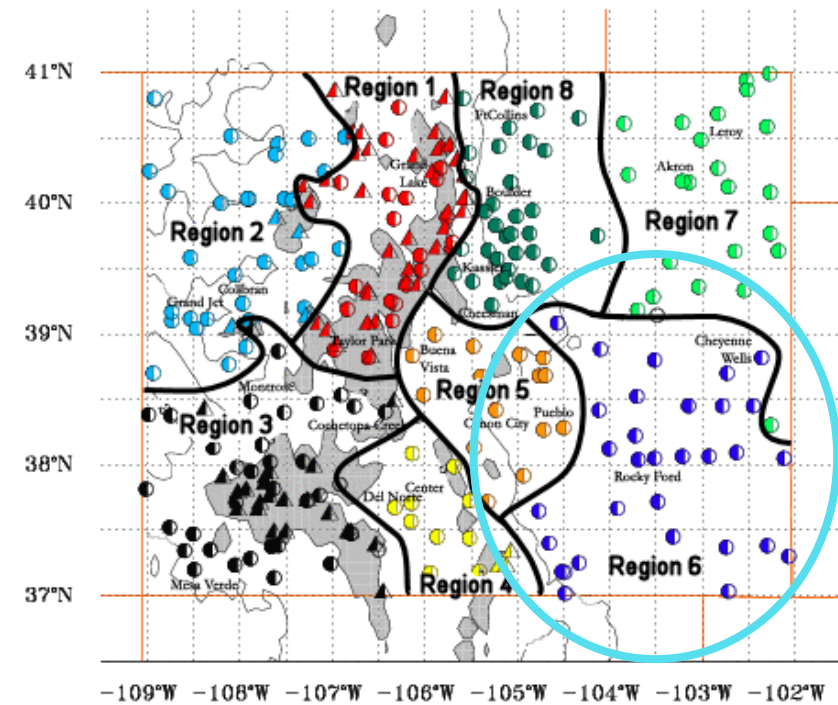 41°N
Region 1
Region 8
FtCollins
Leroy
Grand
Lake
Akron
40°N
Boulder
Region 2
Region 7
Kassler
Collbran
Grand Jct
Cheesman
39°N
Taylor Park
Buena
Vista
Cheyenne
Wells
Montrose
Region 5
Region 3
Cochetopa Creek
Canon City
Pueblo
38°N
Rocky Ford
Del Norte
Center
Mesa Verde
Region 4
Region 6
37°N
-109°W -108°W -107°W -106°W -105°W -104°W -103°W -102°W